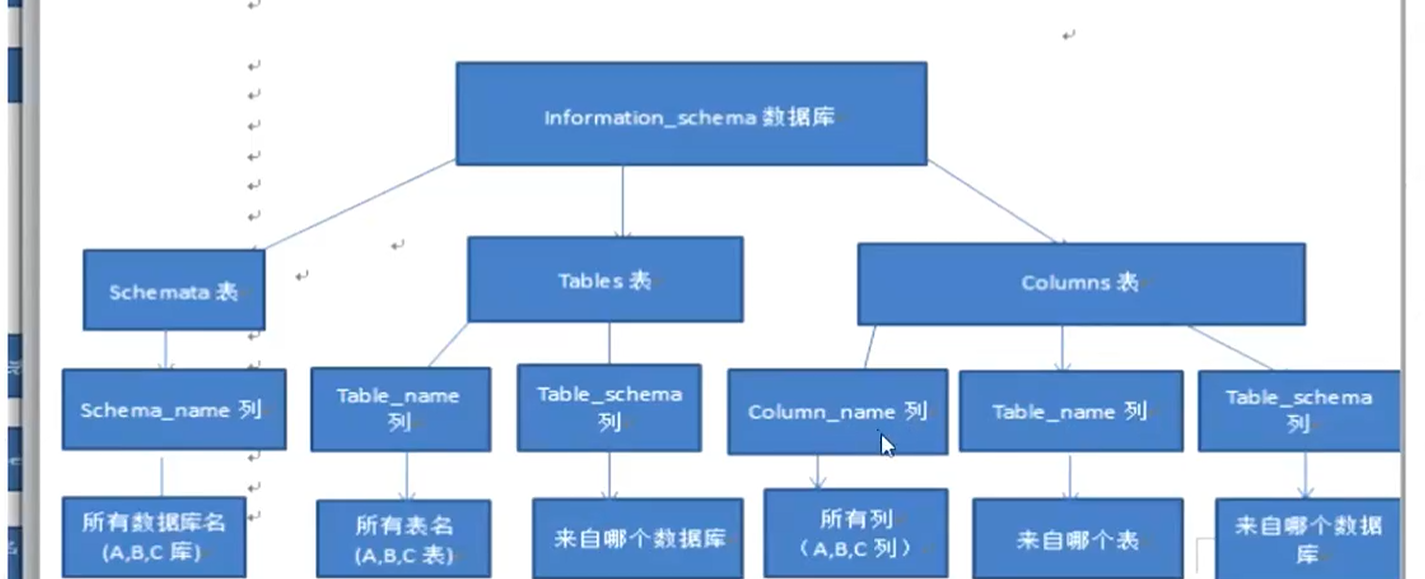 Information_schema 数据库
Schemata 表
Tables 表
Columns 表
Schema_name 列
Table_name
列
Table_schema
列
Column_name 列
Table_name 列
Table_schema
列
所有数据库名
(A,B,C 库)
所有表名
(A,B,C 表)
来自哪个数据库
所有列
（A,B,C 列）
来自哪个表
来自哪个数据
库